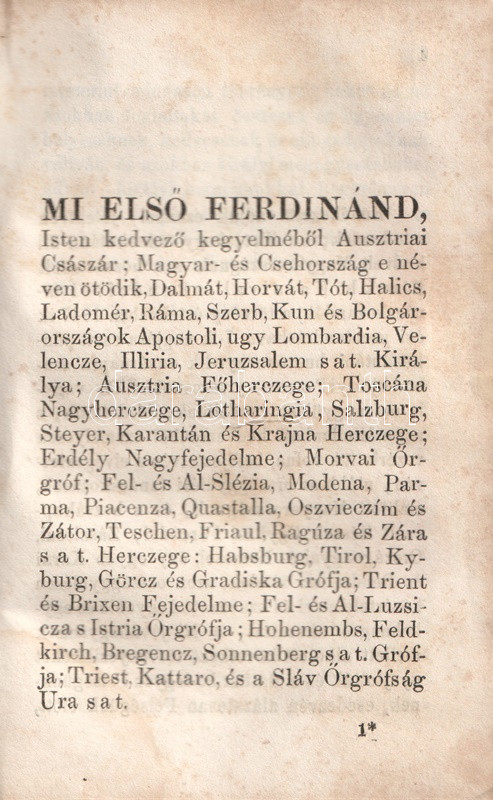 MI ELSŐ FERDINÁND,
Isten kedvező kegyelméből Ausztriai
Császár; Magyar- és Csehország e né-
ven ötödik, Dalmát, Horvát, Tót, Halics,
Ladomér, Ráma, Szerb, Kun és Bolgár-
országok Apostoli, ugy Lombardia, Ve-
lencze, Illiria, Jeruzsalem sat. Kirá-
lya; Ausztria Főherczege; Toscána
Nagyherczege, Lotharingia, Salzburg,
Steyer, Karantán és Krajna Herczege;
Erdély Nagyfejedelme; Morvai Őr-
gróf; Fel- és Al-Slézia, Modena, Par-
ma, Piacenza, Quastalla, Oszvieczím és
Zátor, Teschen, Friaul, Ragúza és Zára
sat. Herczege: Habsburg, Tirol, Ky-
burg, Görcz és Gradiska Grófja; Trient
és Brixen Fejedelme; Fel- és Al-Luzsi-
cza s Istria Őrgrófja; Hohenembs, Feld-
kirch, Bregencz, Sonnenberg sat. Gróf-
ja; Triest, Kattaro, és a Sláv Őrgrófság
Ura sat.
1*
darabanth